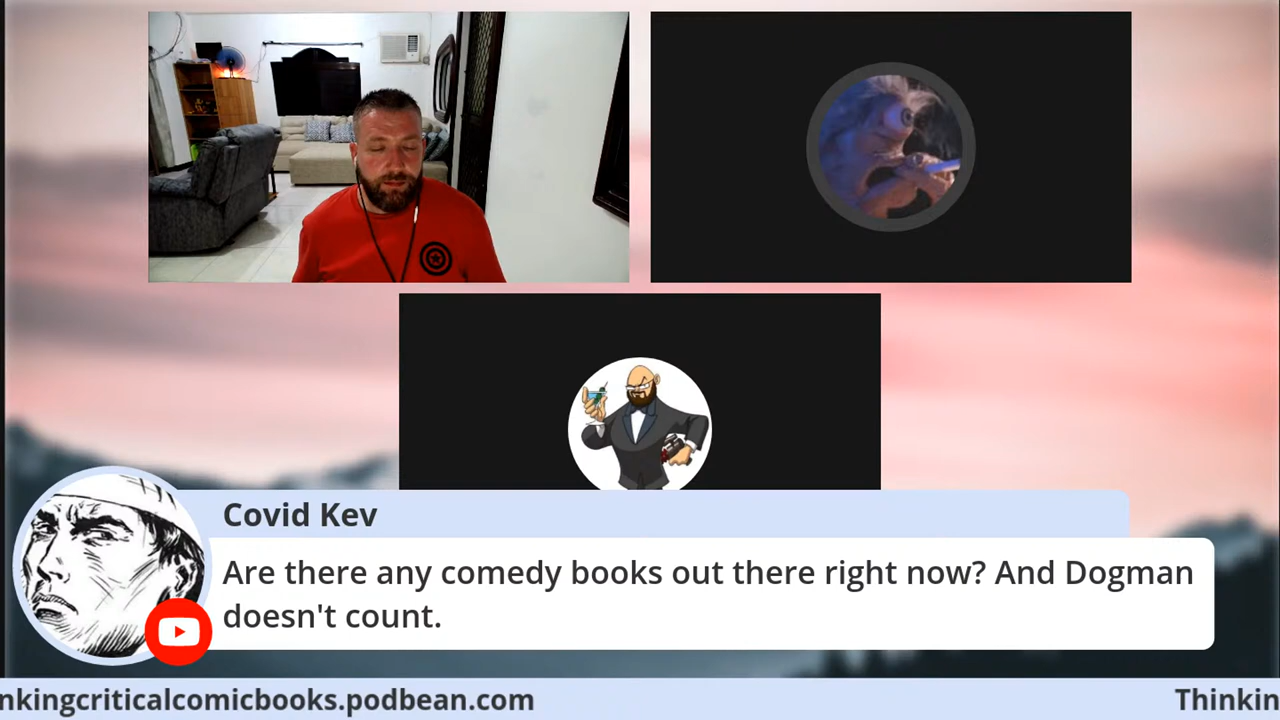 Covid Kev
Are there any comedy books out there right now? And Dogman
doesn't count.
nkingcriticalcomicbooks.podbean.com
Thinkin